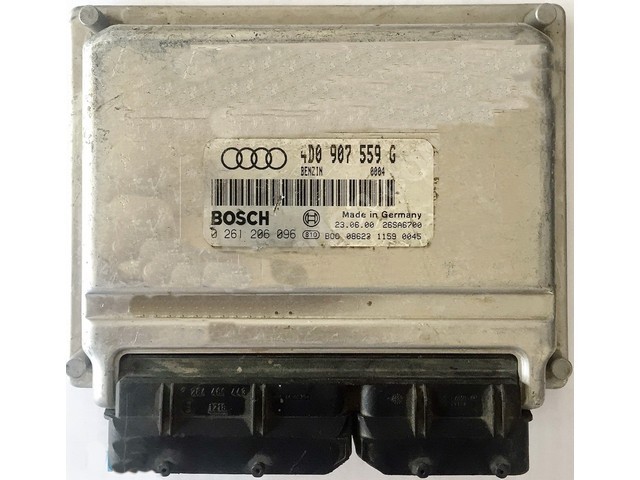 4D0 907 559 G
BENZIN 0004
BOSCH Made in Germany
23.06.00 26SA6700
0 261 206 096 B00 08623 1159 0045